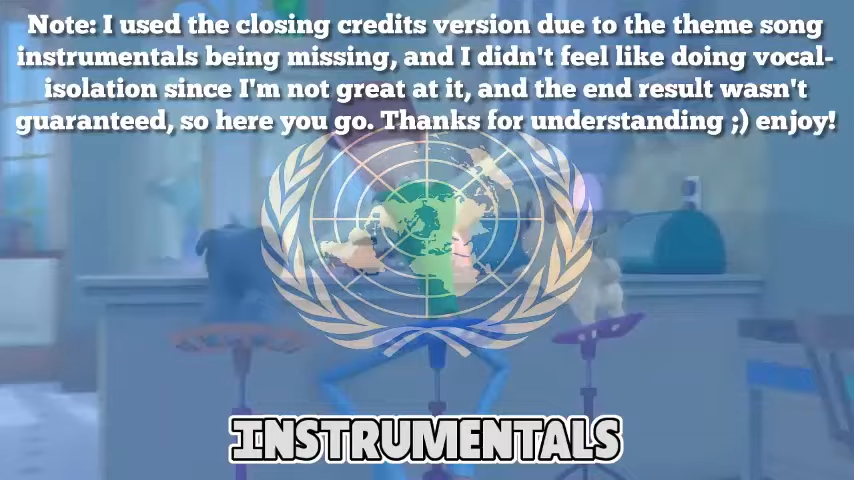 Note: I used the closing credits version due to the theme song
instrumentals being missing, and I didn't feel like doing vocal-
isolation since I'm not great at it, and the end result wasn't
guaranteed, so here you go. Thanks for understanding ;) enjoy!
INSTRUMENTALS